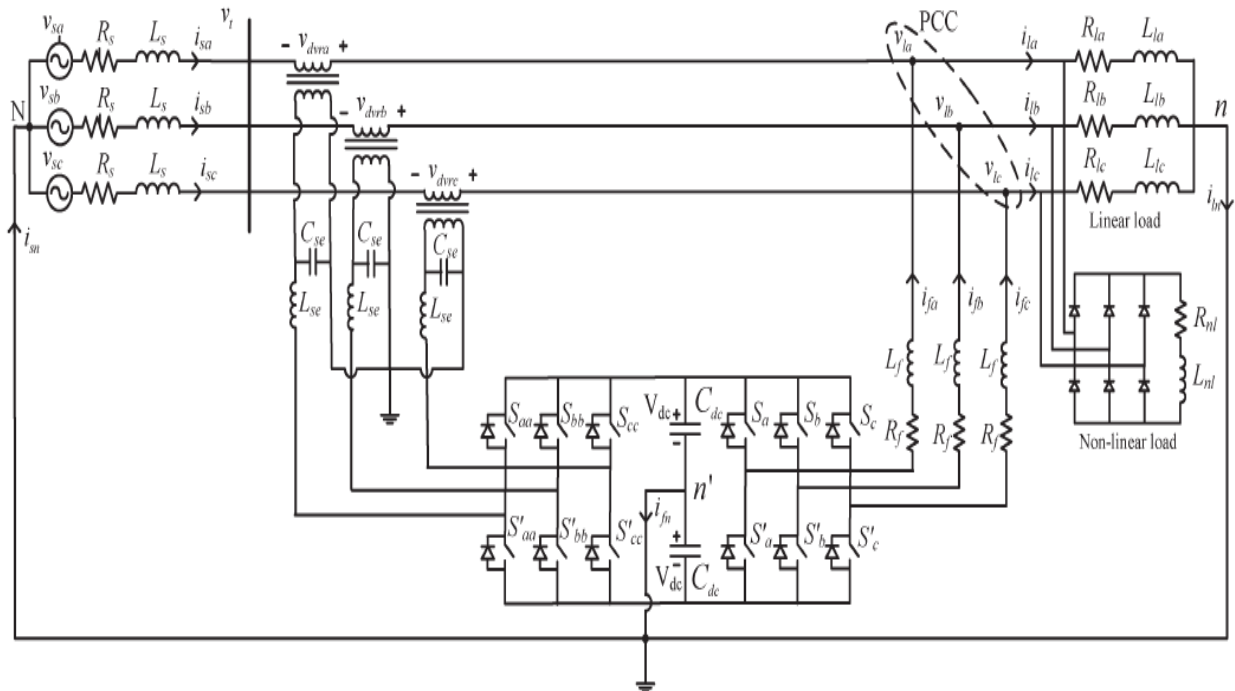 v_sa R_s L_s i_sa v_t - v_dvra + PCC v_la i_la R_la L_la
N v_sb R_s L_s i_sb - v_dvrb + v_lb i_lb R_lb L_lb n
v_sc R_s L_s i_sc - v_dvrc + v_lc i_lc R_lc L_lc
i_sn Linear load
C_se C_se C_se
L_se L_se L_se i_fa i_fb i_fc R_nl
L_f L_f L_f L_nl
S_aa S_bb S_cc V_dc + - C_dc S_a S_b S_c R_f R_f R_f Non-linear load
n'
i_fn
S'_aa S'_bb S'_cc + S'_a S'_b S'_c
V_dc - C_dc